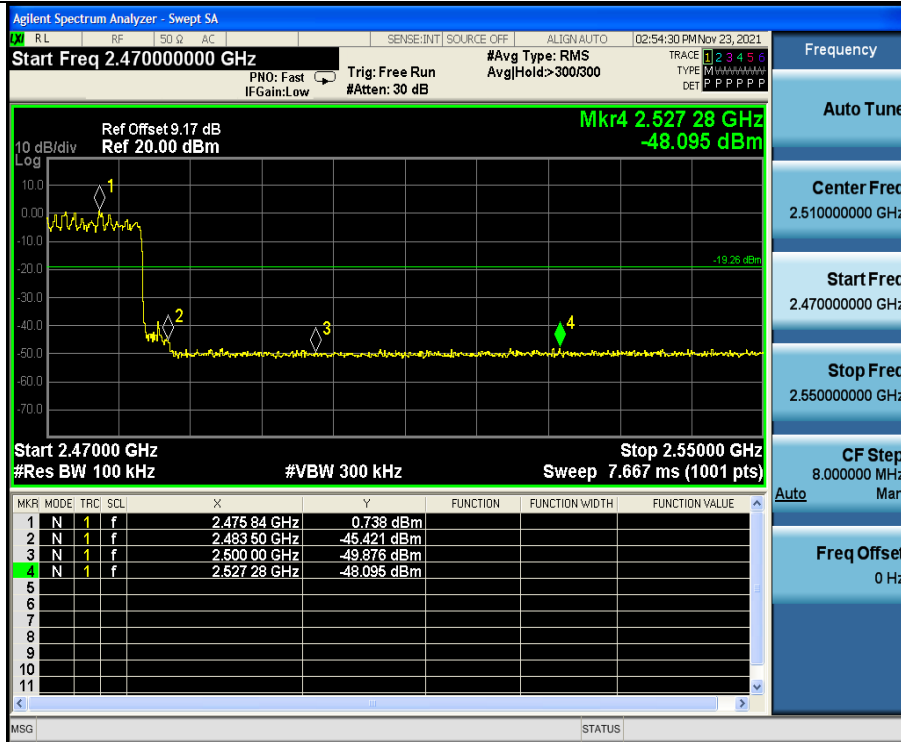 Agilent Spectrum Analyzer - Swept SA
LXI RL RF 50 Ω AC SENSE:INT SOURCE OFF ALIGN AUTO 02:54:30 PM Nov 23, 2021
Start Freq 2.470000000 GHz
PNO: Fast
IFGain:Low
Trig: Free Run
#Atten: 30 dB
#Avg Type: RMS
Avg|Hold:>300/300
TRACE 1 2 3 4 5 6
TYPE M
DET P P P P P P
Ref Offset 9.17 dB
10 dB/div Ref 20.00 dBm
Log
Mkr4 2.527 28 GHz
-48.095 dBm
10.0
0.00
-10.0
-20.0
-30.0
-40.0
-50.0
-60.0
-70.0
1
2
3
4
-19.26 dBm
Start 2.47000 GHz Stop 2.55000 GHz
#Res BW 100 kHz #VBW 300 kHz Sweep 7.667 ms (1001 pts)
MKR MODE TRC SCL X Y FUNCTION FUNCTION WIDTH FUNCTION VALUE
1 N 1 f 2.475 84 GHz 0.738 dBm
2 N 1 f 2.483 50 GHz -45.421 dBm
3 N 1 f 2.500 00 GHz -49.876 dBm
4 N 1 f 2.527 28 GHz -48.095 dBm
5
6
7
8
9
10
11
MSG STATUS
Frequency
Auto Tune
Center Freq
2.510000000 GHz
Start Freq
2.470000000 GHz
Stop Freq
2.550000000 GHz
CF Step
8.000000 MHz
Auto Man
Freq Offset
0 Hz